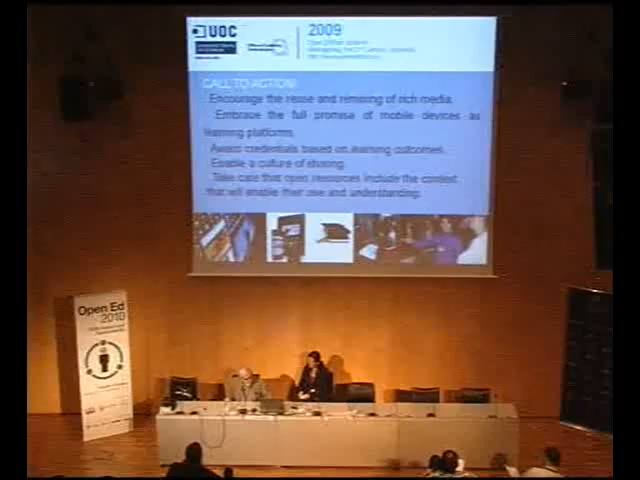 UOC
2009
CALL TO ACTION!
Encourage the reuse and remixing of rich media.
Embrace the full promise of mobile devices as
learning platforms.
Award credentials based on learning outcomes.
Enable a culture of sharing.
Take care that open resources include the context
that will enable their use and understanding.
Open Ed
2010